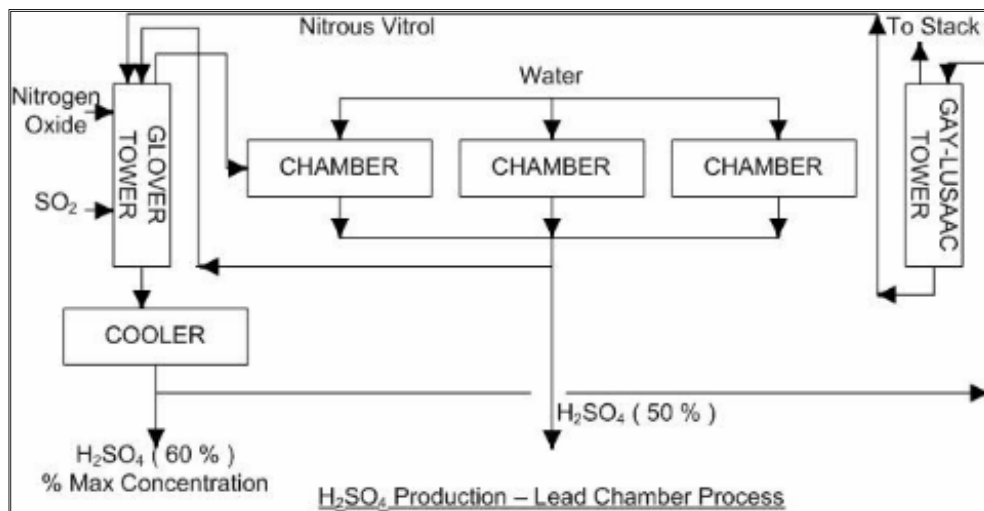 Nitrous Vitrol
To Stack
Water
Nitrogen
Oxide
GLOVER
TOWER
SO₂
CHAMBER
CHAMBER
CHAMBER
GAY-LUSAAC
TOWER
COOLER
H₂SO₄ ( 50 % )
H₂SO₄ ( 60 % )
% Max Concentration
H₂SO₄ Production – Lead Chamber Process